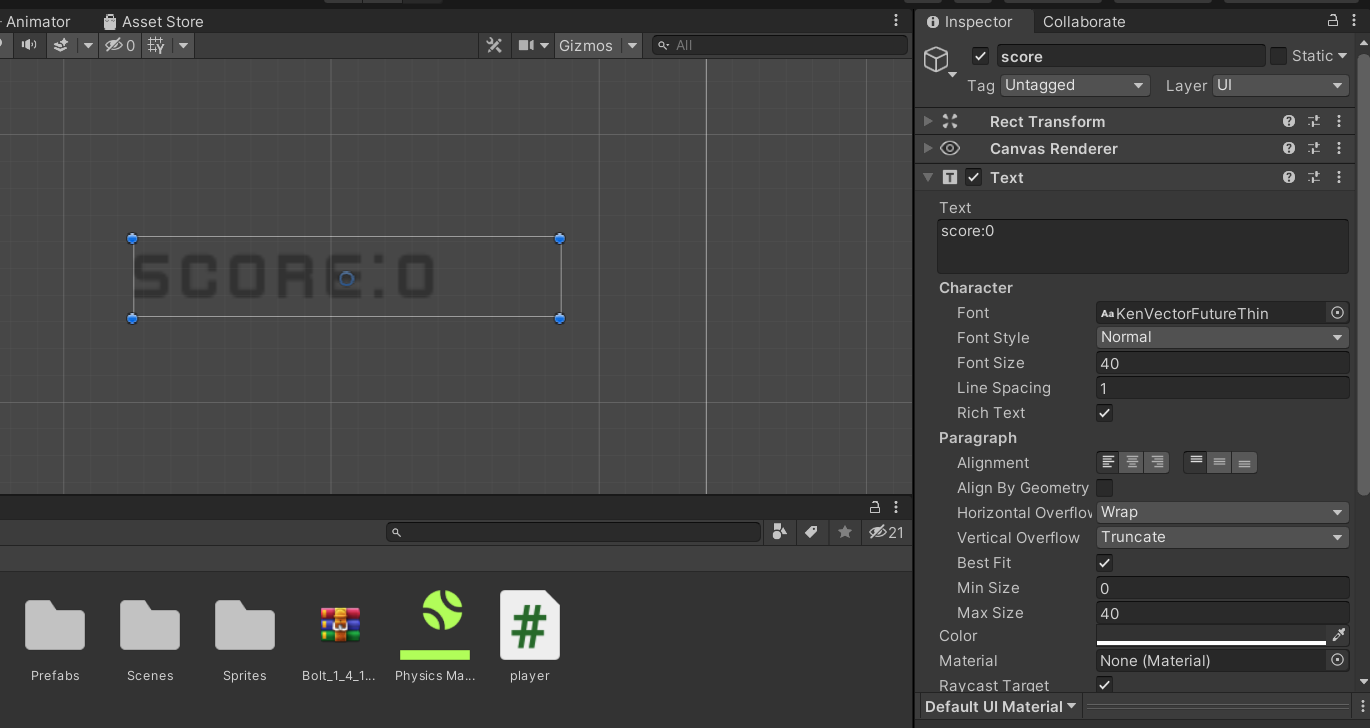 Animator
Asset Store
0
Gizmos
All
SCORE:0
21
Prefabs
Scenes
Sprites
Bolt_1_4_1...
Physics Ma...
#
player
Inspector
Collaborate
score
Static
Tag
Untagged
Layer
UI
Rect Transform
Canvas Renderer
T
Text
Text
score:0
Character
Font
Aa KenVectorFutureThin
Font Style
Normal
Font Size
40
Line Spacing
1
Rich Text
Paragraph
Alignment
Align By Geometry
Horizontal Overflow
Wrap
Vertical Overflow
Truncate
Best Fit
Min Size
0
Max Size
40
Color
Material
None (Material)
Raycast Target
Default UI Material